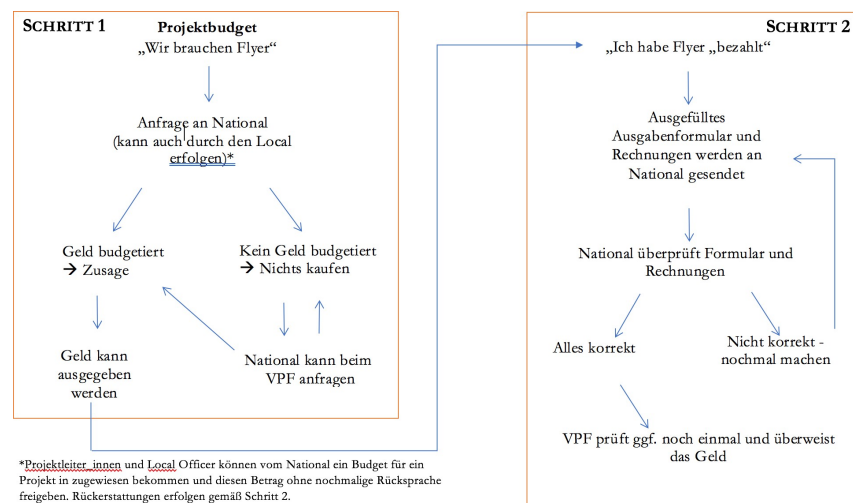 SCHRITT 1
Projektbudget
„Wir brauchen Flyer“
Anfrage an National
(kann auch durch den Local
erfolgen)*
Geld budgetiert
→ Zusage
Kein Geld budgetiert
→ Nichts kaufen
Geld kann
ausgegeben
werden
National kann beim
VPF anfragen
*Projektleiter_innen und Local Officer können vom National ein Budget für ein
Projekt in zugewiesen bekommen und diesen Betrag ohne nochmalige Rücksprache
freigeben. Rückerstattungen erfolgen gemäß Schritt 2.
SCHRITT 2
„Ich habe Flyer „bezahlt“
Ausgefülltes
Ausgabenformular und
Rechnungen werden an
National gesendet
National überprüft Formular und
Rechnungen
Alles korrekt
Nicht korrekt -
nochmal machen
VPF prüft ggf. noch einmal und überweist
das Geld